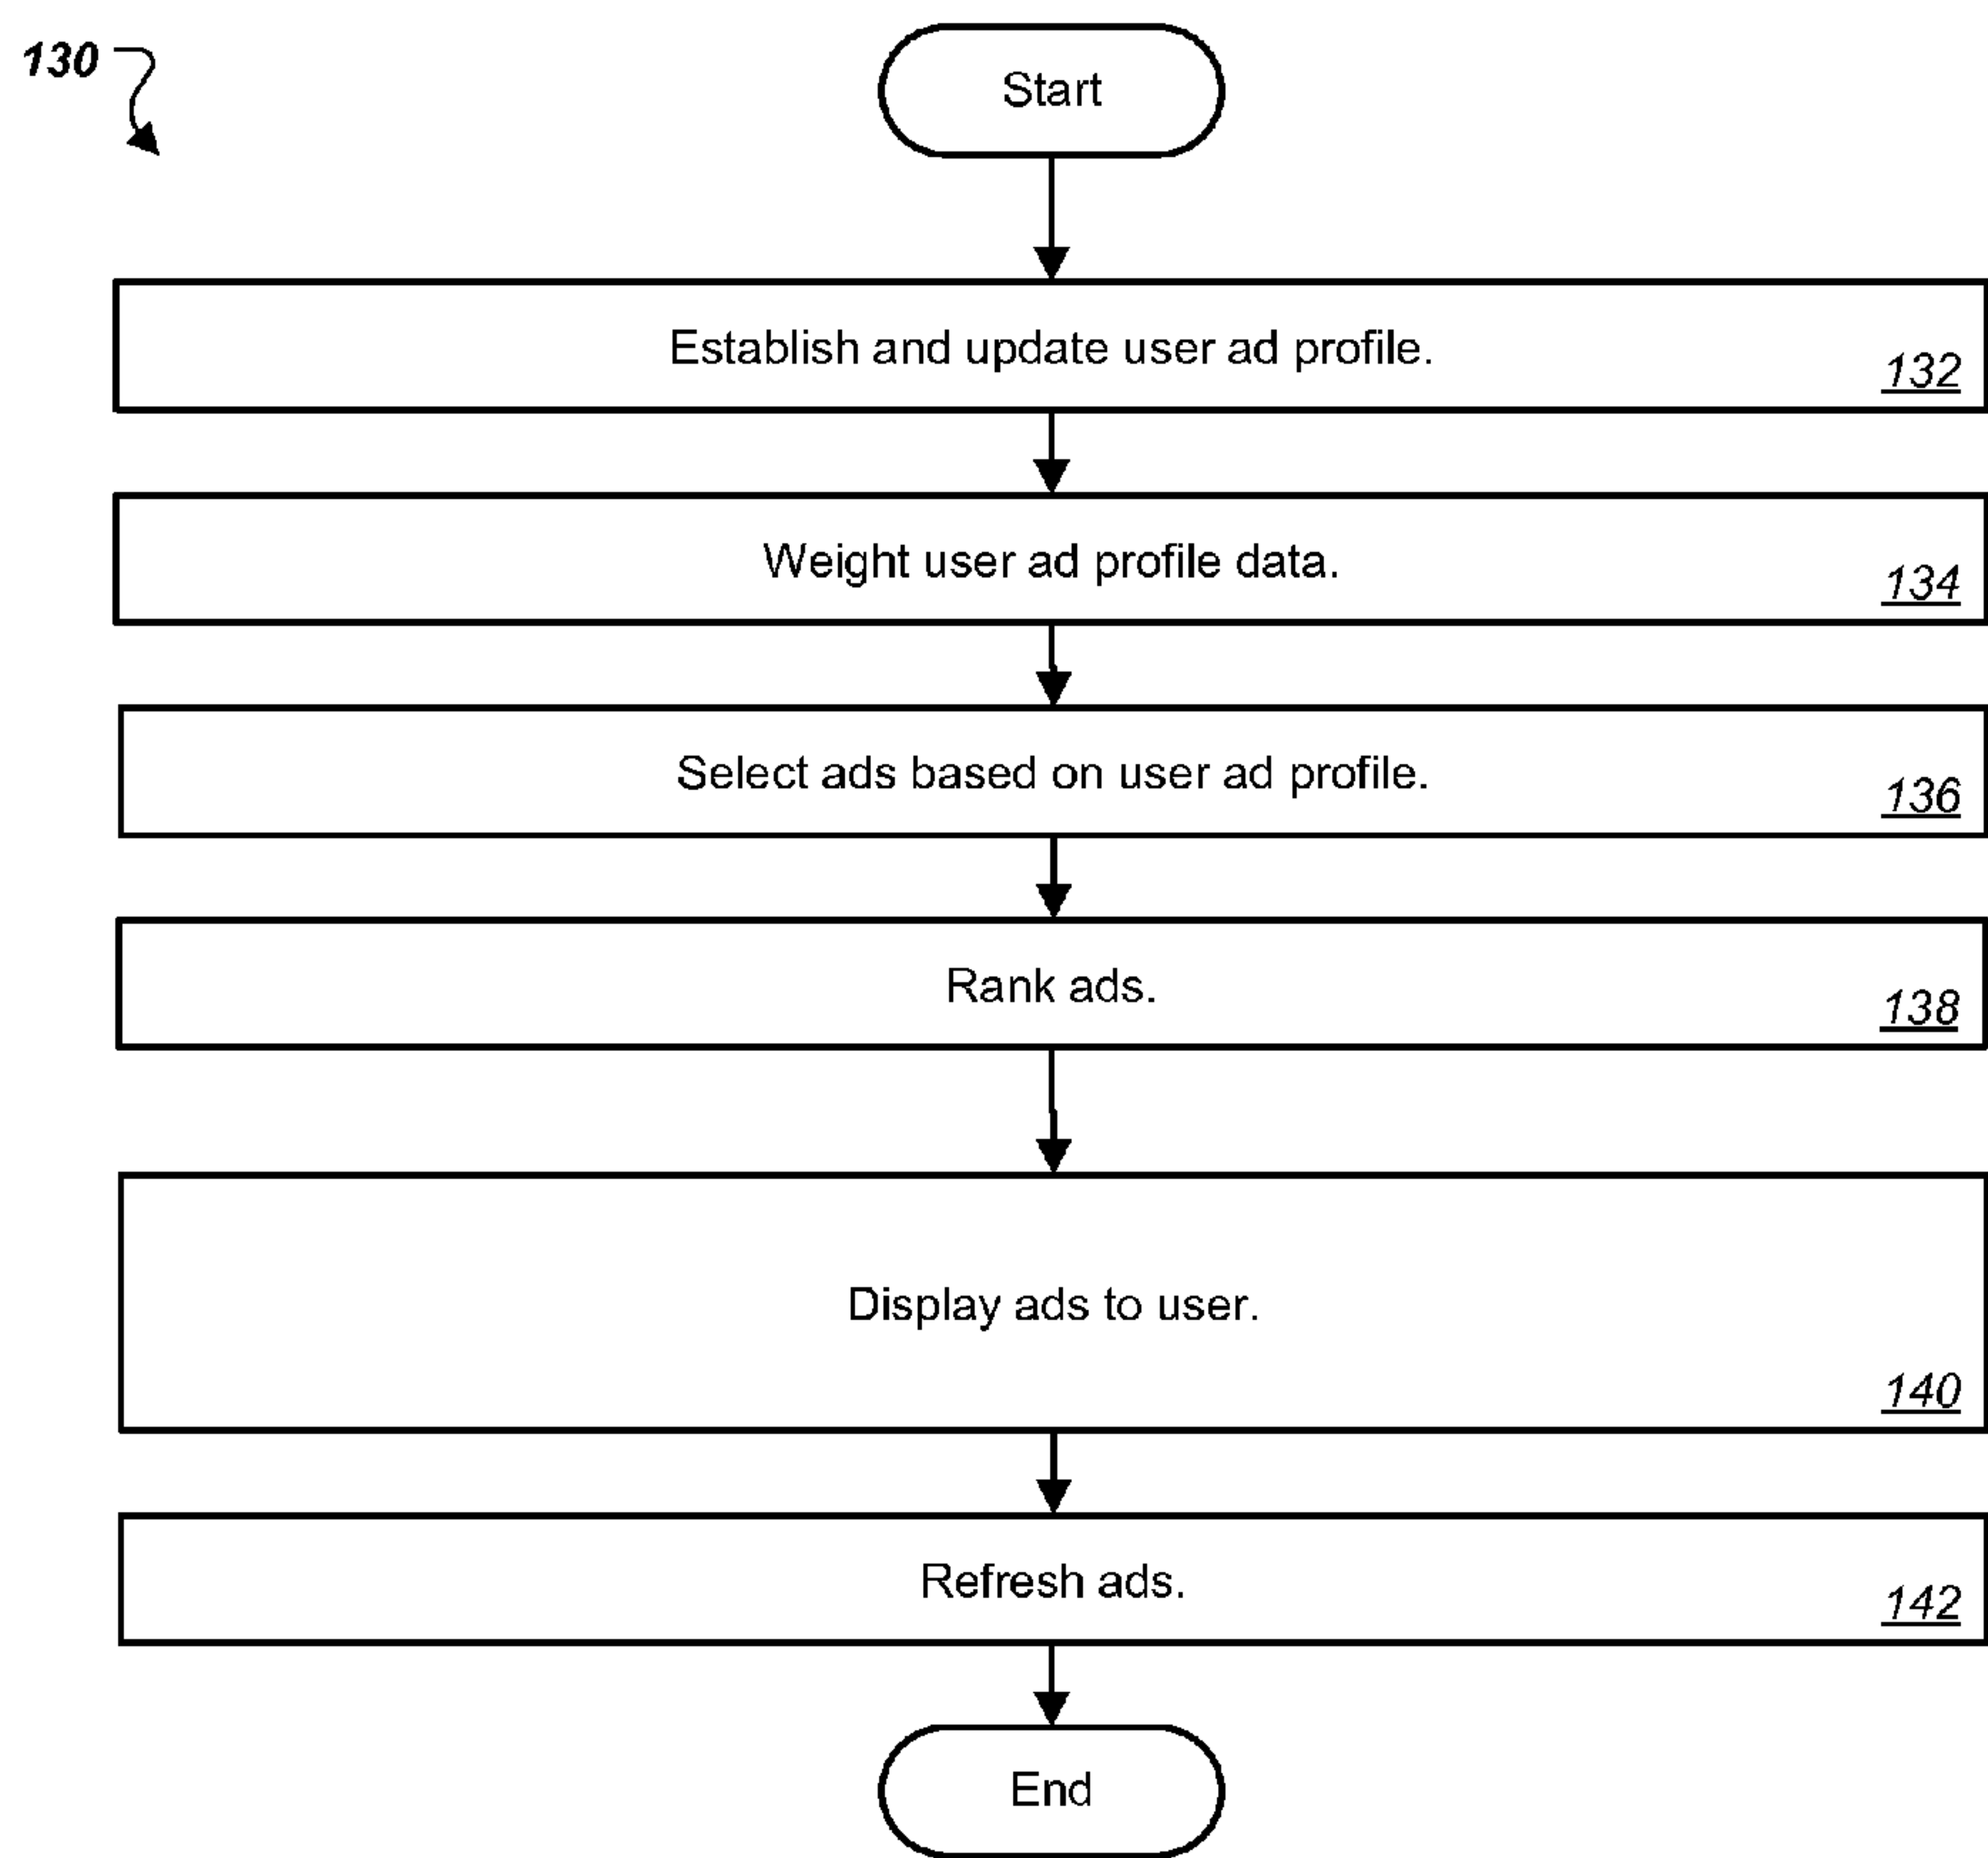 130
Start
Establish and update user ad profile.
132
Weight user ad profile data.
134
Select ads based on user ad profile.
136
Rank ads.
138
Display ads to user.
140
Refresh ads.
142
End